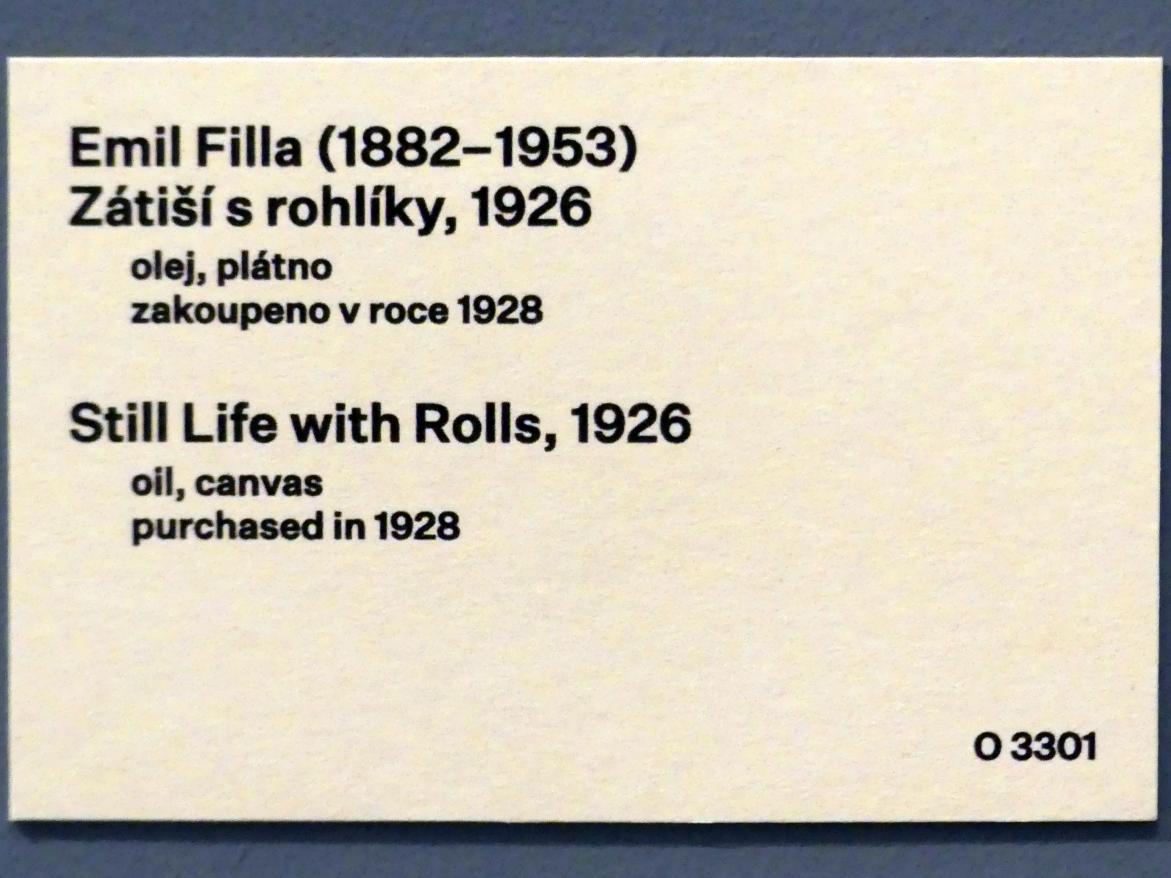 Emil Filla (1882–1953)
Zátiší s rohlíky, 1926
olej, plátno
zakoupeno v roce 1928
Still Life with Rolls, 1926
oil, canvas
purchased in 1928
O 3301